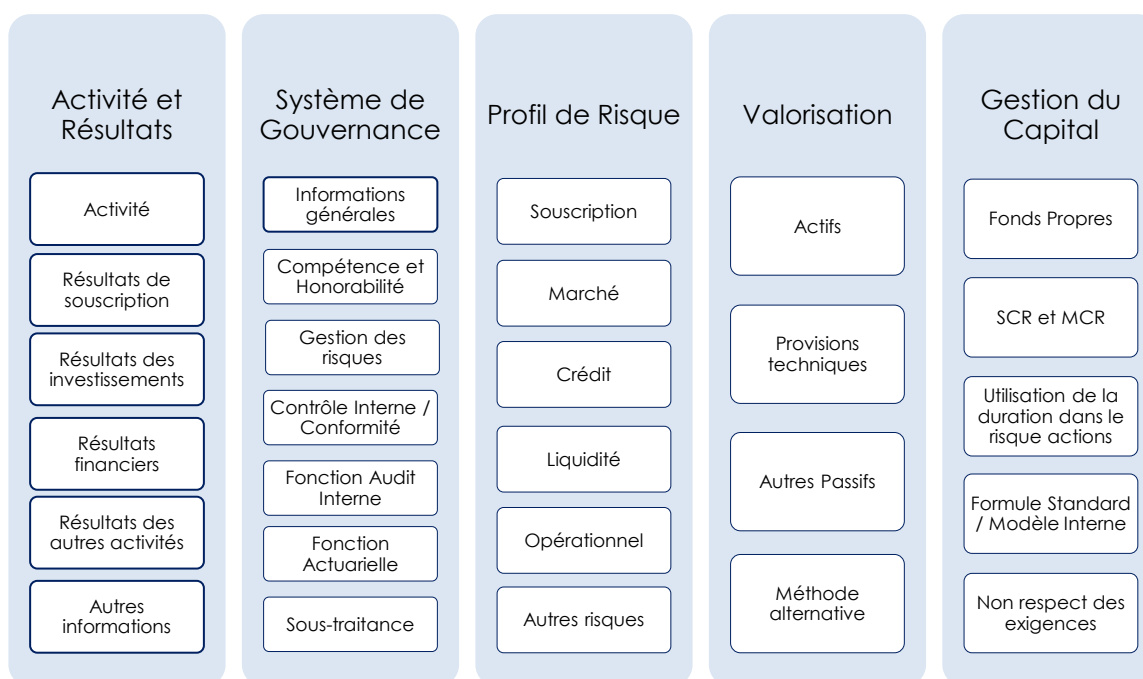 Activité et
Résultats
Activité
Résultats de
souscription
Résultats des
investissements
Résultats
financiers
Résultats des
autres activités
Autres
informations
Système de
Gouvernance
Informations
générales
Compétence et
Honorabilité
Gestion des
risques
Contrôle Interne /
Conformité
Fonction Audit
Interne
Fonction
Actuarielle
Sous-traitance
Profil de Risque
Souscription
Marché
Crédit
Liquidité
Opérationnel
Autres risques
Valorisation
Actifs
Provisions
techniques
Autres Passifs
Méthode
alternative
Gestion du
Capital
Fonds Propres
SCR et MCR
Utilisation de la
duration dans le
risque actions
Formule Standard
/ Modèle Interne
Non respect des
exigences